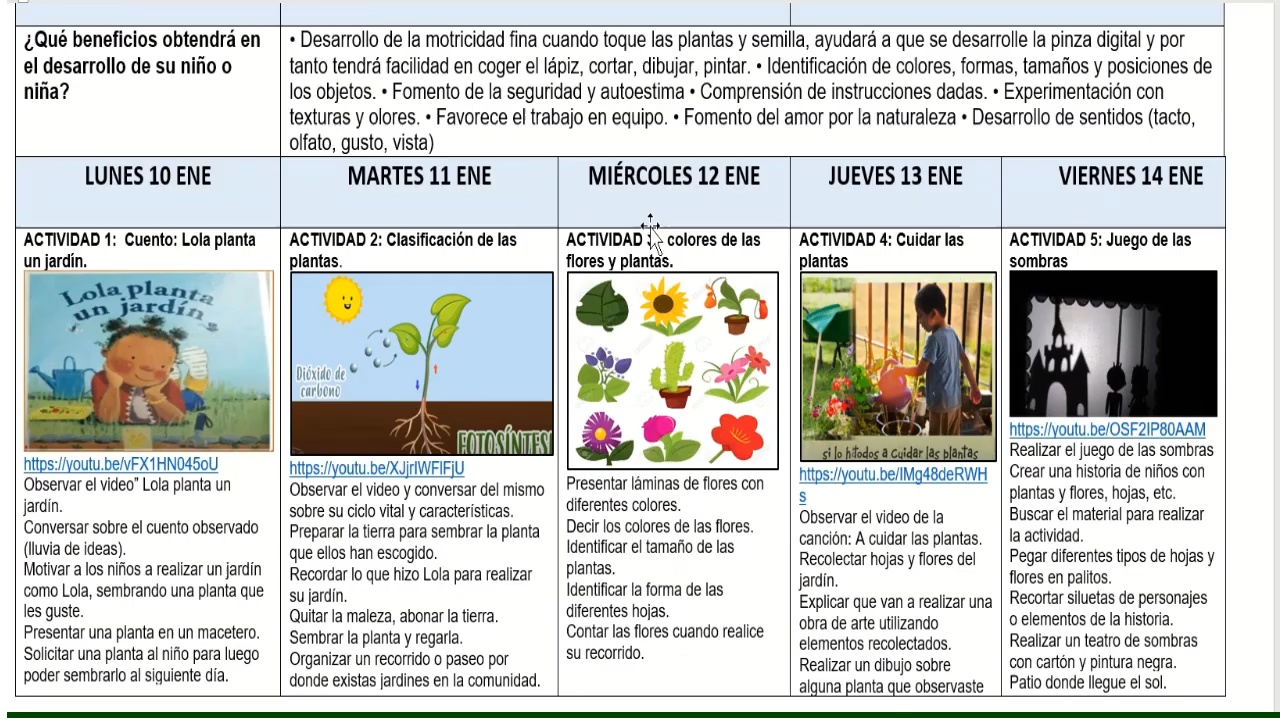 ¿Qué beneficios obtendrá en
el desarrollo de su niño o
niña?
• Desarrollo de la motricidad fina cuando toque las plantas y semilla, ayudará a que se desarrolle la pinza digital y por
tanto tendrá facilidad en coger el lápiz, cortar, dibujar, pintar. • Identificación de colores, formas, tamaños y posiciones de
los objetos. • Fomento de la seguridad y autoestima • Comprensión de instrucciones dadas. • Experimentación con
texturas y olores. • Favorece el trabajo en equipo. • Fomento del amor por la naturaleza • Desarrollo de sentidos (tacto,
olfato, gusto, vista)
LUNES 10 ENE
MARTES 11 ENE
MIÉRCOLES 12 ENE
JUEVES 13 ENE
VIERNES 14 ENE
ACTIVIDAD 1: Cuento: Lola planta
un jardín.
Lola planta
un jardín
https://youtu.be/vFX1HN045oU
Observar el video” Lola planta un
jardín.
Conversar sobre el cuento observado
(lluvia de ideas).
Motivar a los niños a realizar un jardín
como Lola, sembrando una planta que
les guste.
Presentar una planta en un macetero.
Solicitar una planta al niño para luego
poder sembrarlo al siguiente día.
ACTIVIDAD 2: Clasificación de las
plantas.
Dióxido de
carbono
FOTOSÍNTESI
https://youtu.be/XJjrIWFlFjU
Observar el video y conversar del mismo
sobre su ciclo vital y características.
Preparar la tierra para sembrar la planta
que ellos han escogido.
Recordar lo que hizo Lola para realizar
su jardín.
Quitar la maleza, abonar la tierra.
Sembrar la planta y regarla.
Organizar un recorrido o paseo por
donde existas jardines en la comunidad.
ACTIVIDAD colores de las
flores y plantas.
Presentar láminas de flores con
diferentes colores.
Decir los colores de las flores.
Identificar el tamaño de las
plantas.
Identificar la forma de las
diferentes hojas.
Contar las flores cuando realice
su recorrido.
ACTIVIDAD 4: Cuidar las
plantas
a cuidar las plantas
https://youtu.be/IMg48deRWH
s
Observar el video de la
canción: A cuidar las plantas.
Recolectar hojas y flores del
jardín.
Explicar que van a realizar una
obra de arte utilizando
elementos recolectados.
Realizar un dibujo sobre
alguna planta que observaste
ACTIVIDAD 5: Juego de las
sombras
https://youtu.be/OSF2IP80AAM
Realizar el juego de las sombras
Crear una historia de niños con
plantas y flores, hojas, etc.
Buscar el material para realizar
la actividad.
Pegar diferentes tipos de hojas y
flores en palitos.
Recortar siluetas de personajes
o elementos de la historia.
Realizar un teatro de sombras
con cartón y pintura negra.
Patio donde llegue el sol.